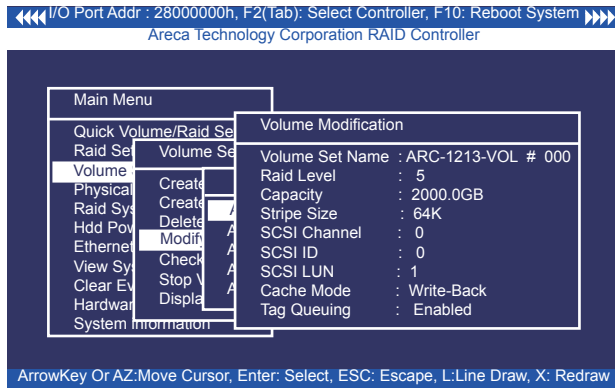 I/O Port Addr : 28000000h, F2(Tab): Select Controller, F10: Reboot System
Areca Technology Corporation RAID Controller
Main Menu
Quick Volume/Raid Se
Raid Set
Volume
Physical
Raid Sys
Hdd Pow
Ethernet
View Sy
Clear Ev
Hardwar
System Information
Volume Se
Create
Create
Delete
Modify
Check
Stop V
Displa
A
A
A
A
Volume Modification
Volume Set Name : ARC-1213-VOL # 000
Raid Level : 5
Capacity : 2000.0GB
Stripe Size : 64K
SCSI Channel : 0
SCSI ID : 0
SCSI LUN : 1
Cache Mode : Write-Back
Tag Queuing : Enabled
ArrowKey Or AZ:Move Cursor, Enter: Select, ESC: Escape, L:Line Draw, X: Redraw